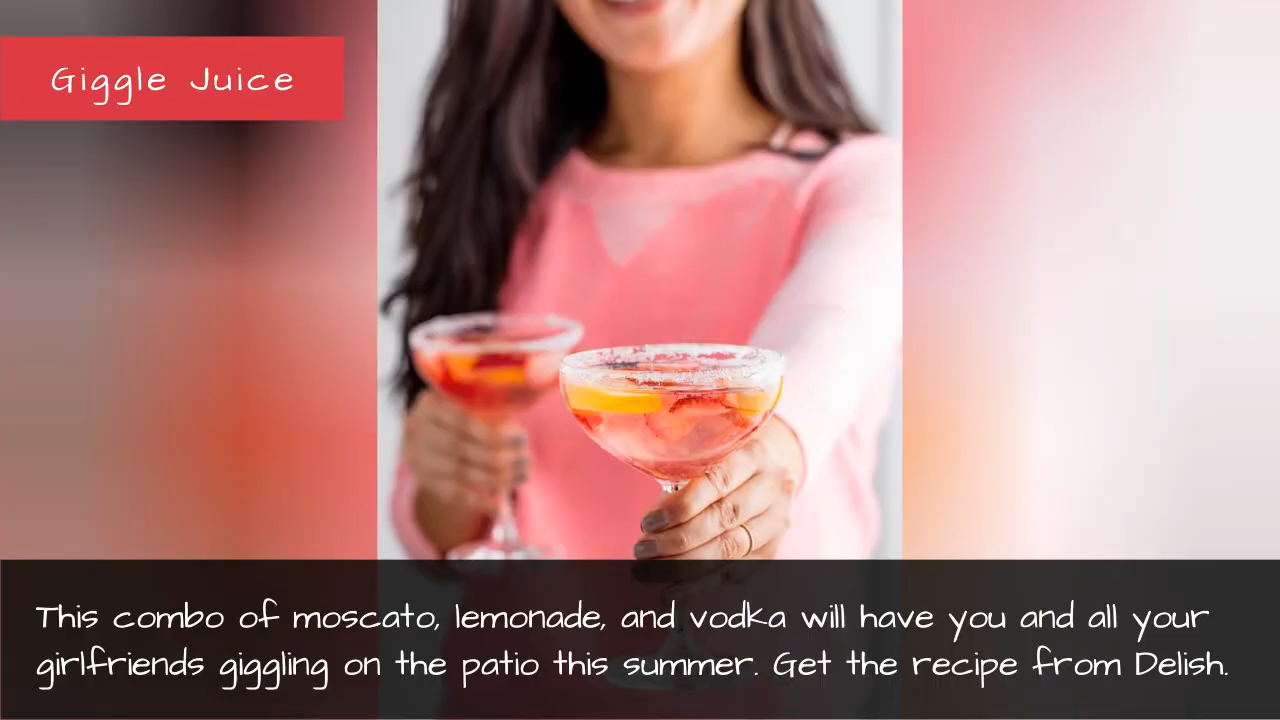 Giggle Juice
This combo of moscato, lemonade, and vodka will have you and all your
girlfriends giggling on the patio this summer. Get the recipe from Delish.